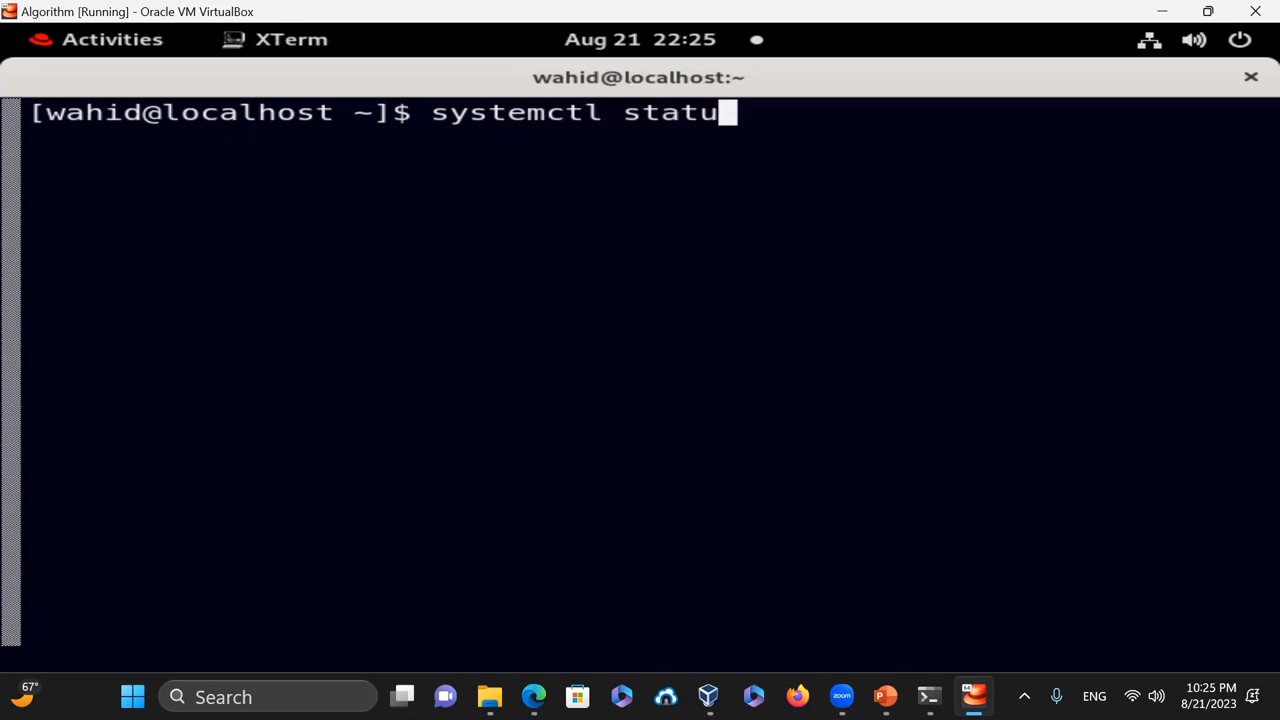 Algorithm [Running] - Oracle VM VirtualBox
Activities XTerm Aug 21 22:25
wahid@localhost:~
[wahid@localhost ~]$ systemctl statu
67°
Search
ENG
10:25 PM
8/21/2023